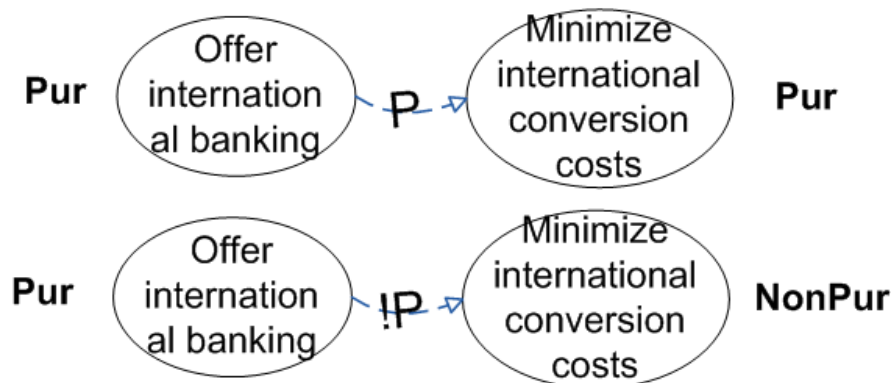 Pur
Offer
internation
al banking
P
Minimize
international
conversion
costs
Pur
Pur
Offer
internation
al banking
!P
Minimize
international
conversion
costs
NonPur